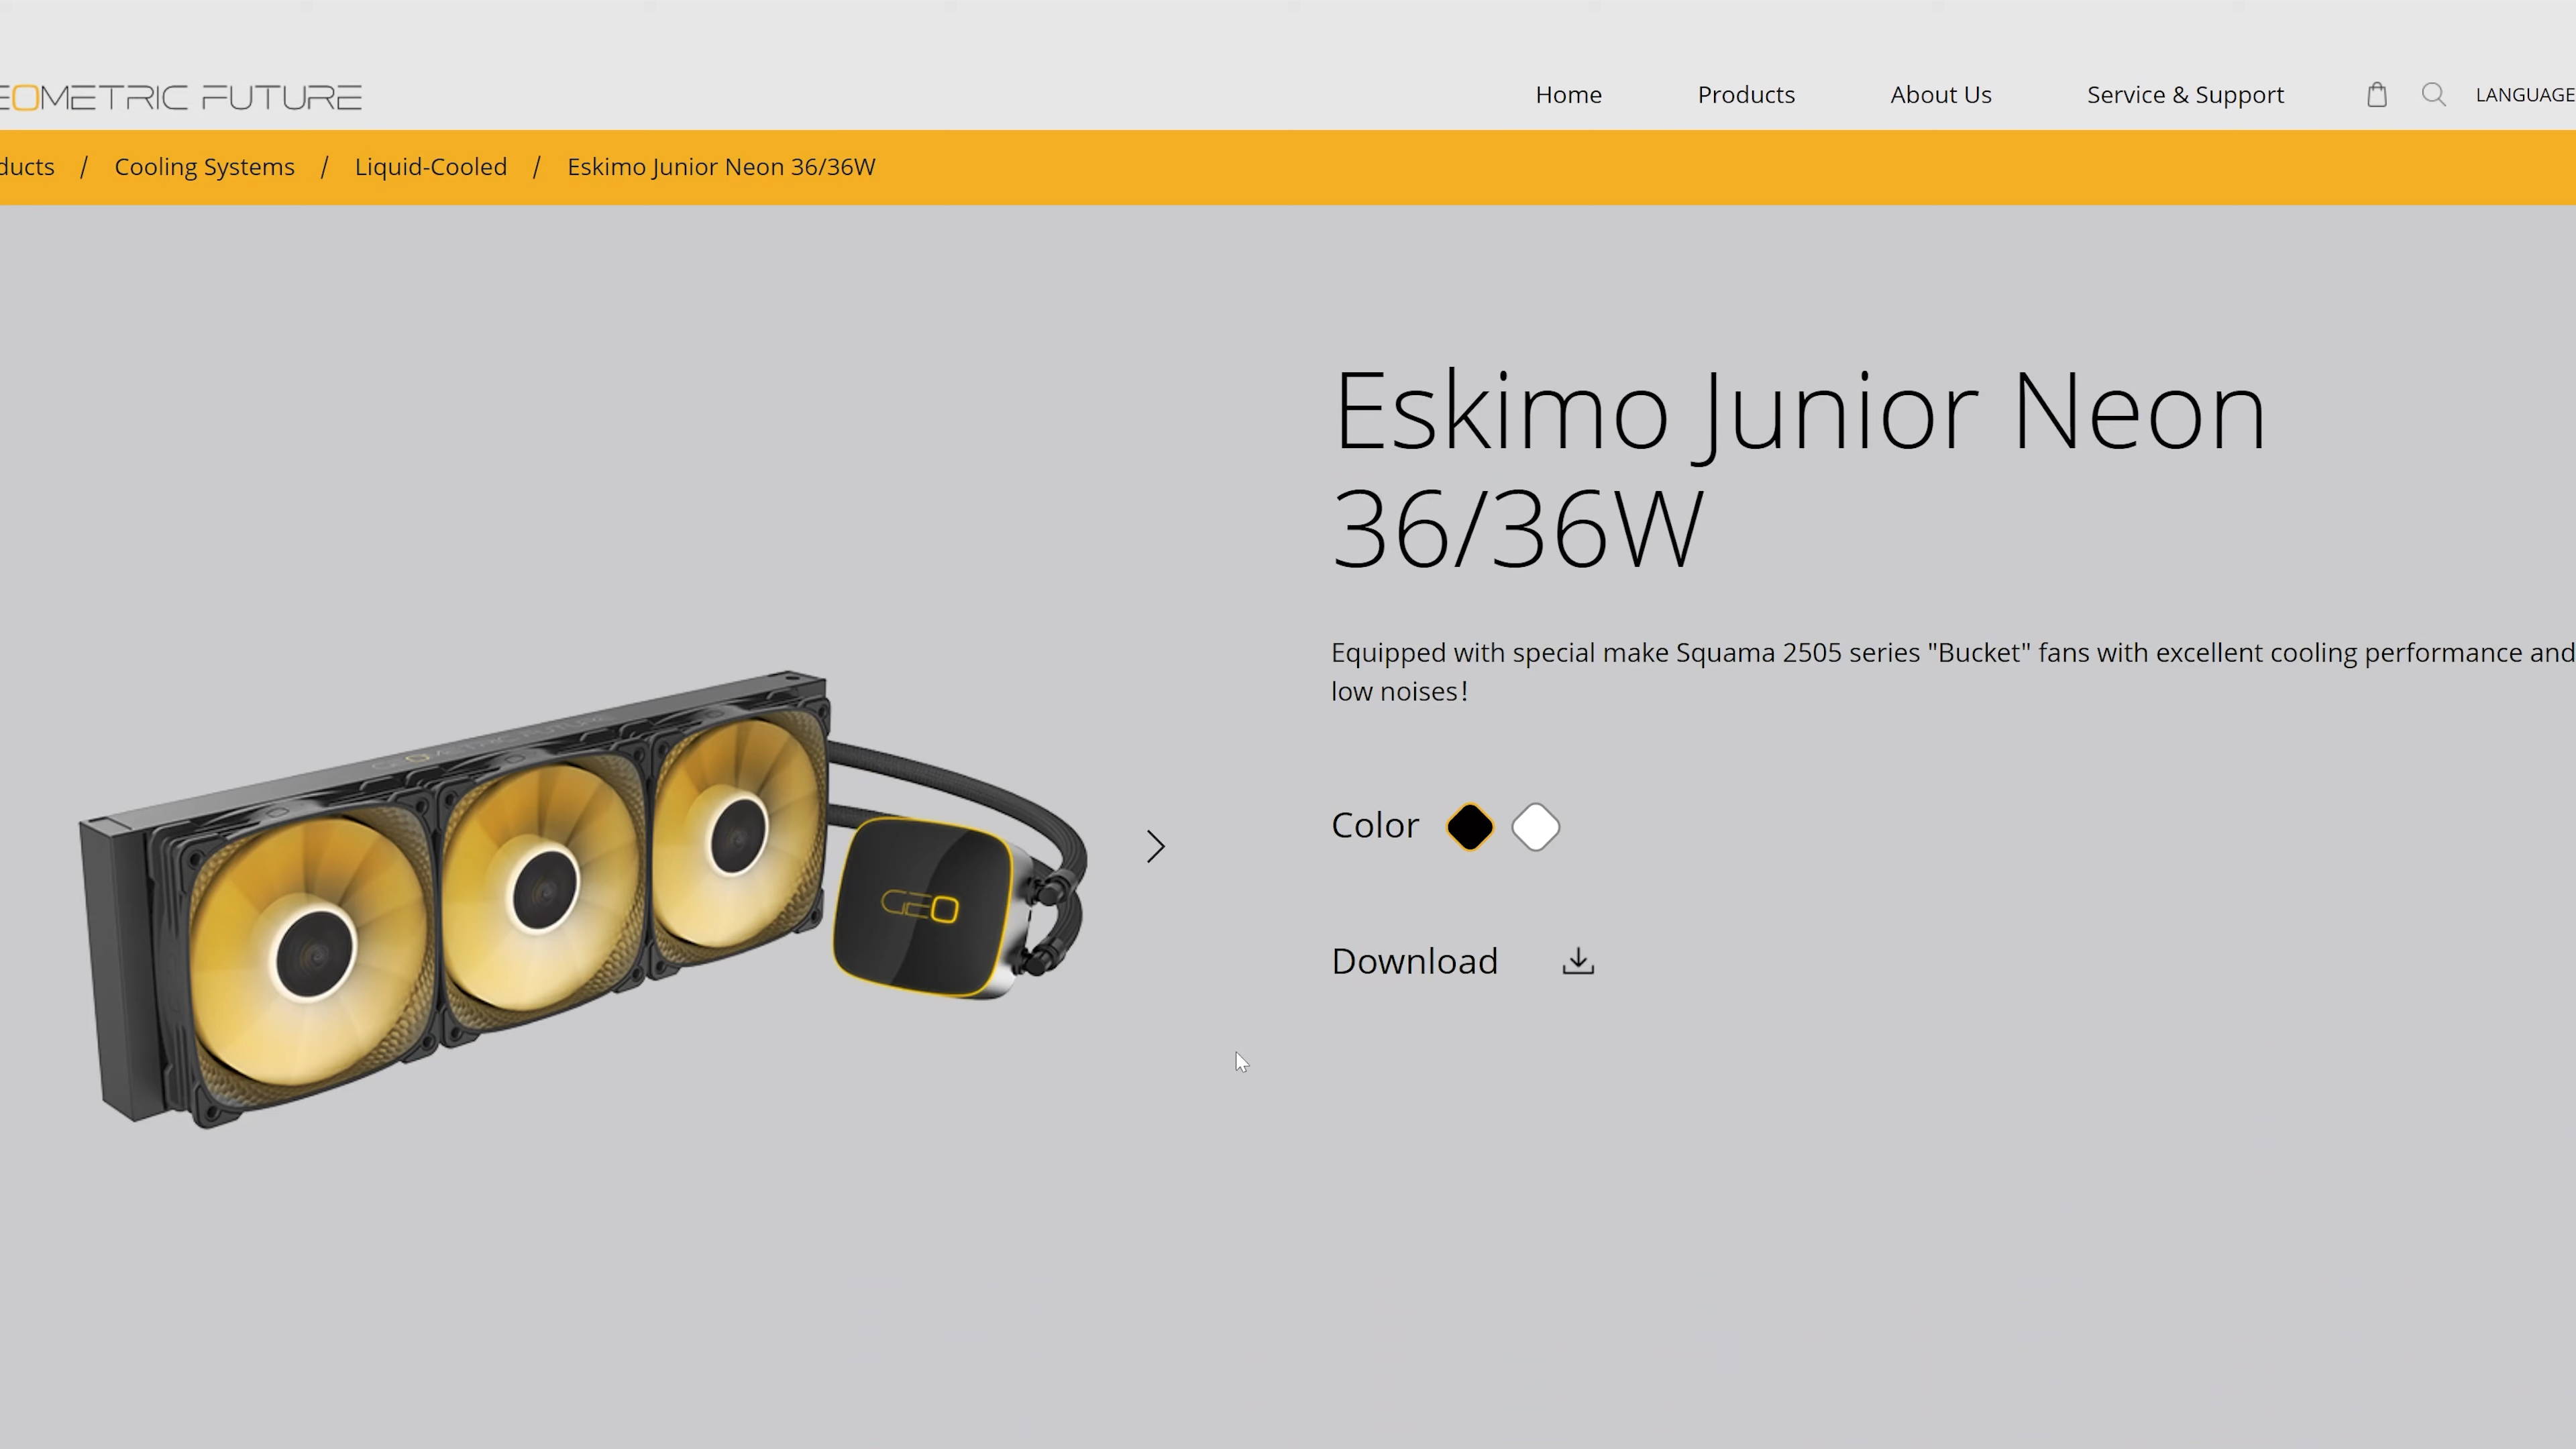 EOMETRIC FUTURE
Home
Products
About Us
Service & Support
LANGUAGE
ducts / Cooling Systems / Liquid-Cooled / Eskimo Junior Neon 36/36W
Eskimo Junior Neon
36/36W
Equipped with special make Squama 2505 series "Bucket" fans with excellent cooling performance and
low noises!
Color
Download
GEOMETRIC FUTURE
GEO